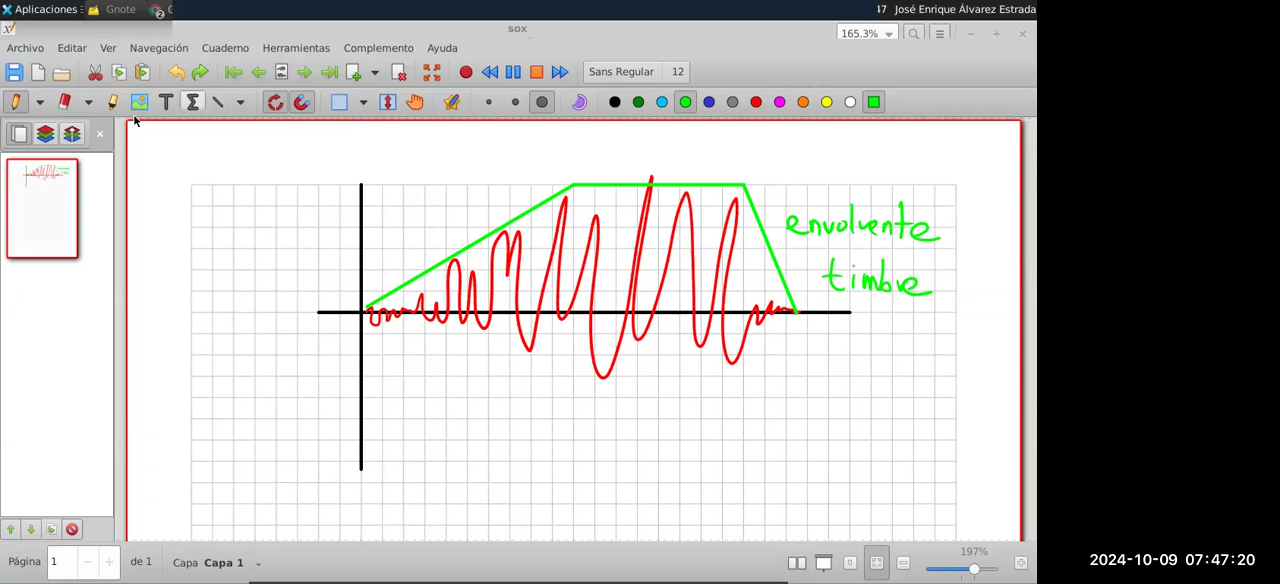 Aplicaciones
Gnote
2
17 José Enrique Álvarez Estrada
sox
165.3%
Archivo Editar Ver Navegación Cuaderno Herramientas Complemento Ayuda
Sans Regular 12
envolvente
timbre
Página 1 de 1 Capa Capa 1
197%
2024-10-09 07:47:20